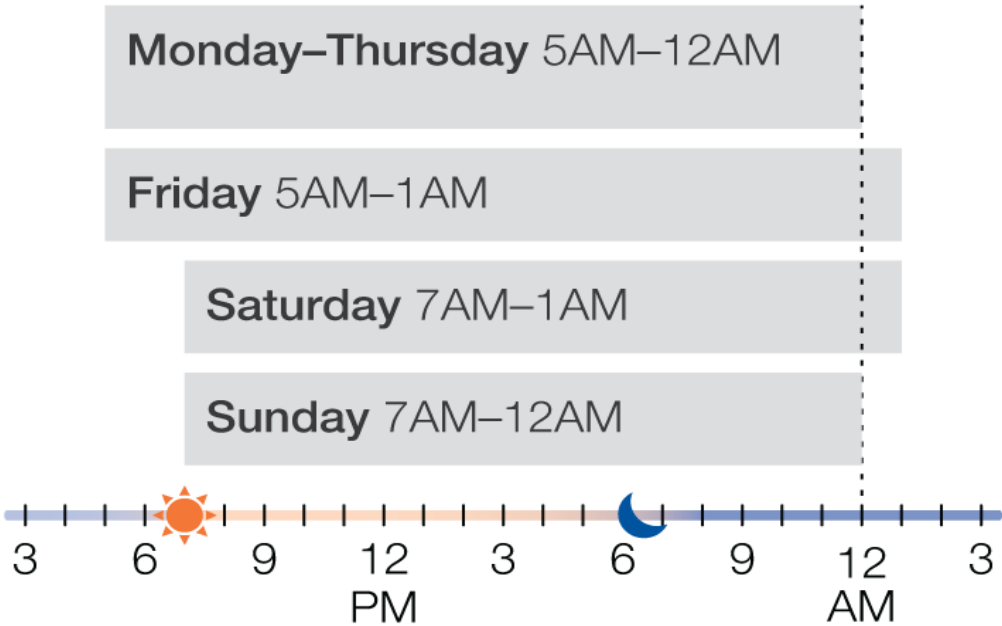 Monday–Thursday 5AM–12AM
Friday 5AM–1AM
Saturday 7AM–1AM
Sunday 7AM–12AM
3 6 9 12 3 6 9 12 3
PM AM